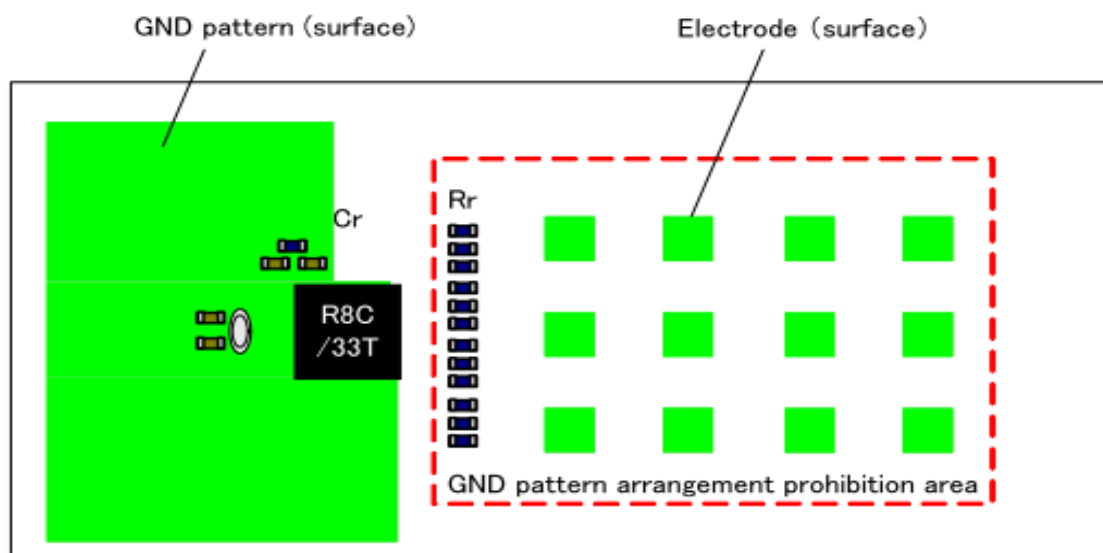 GND pattern (surface)
Electrode (surface)
Cr
Rr
R8C
/33T
GND pattern arrangement prohibition area